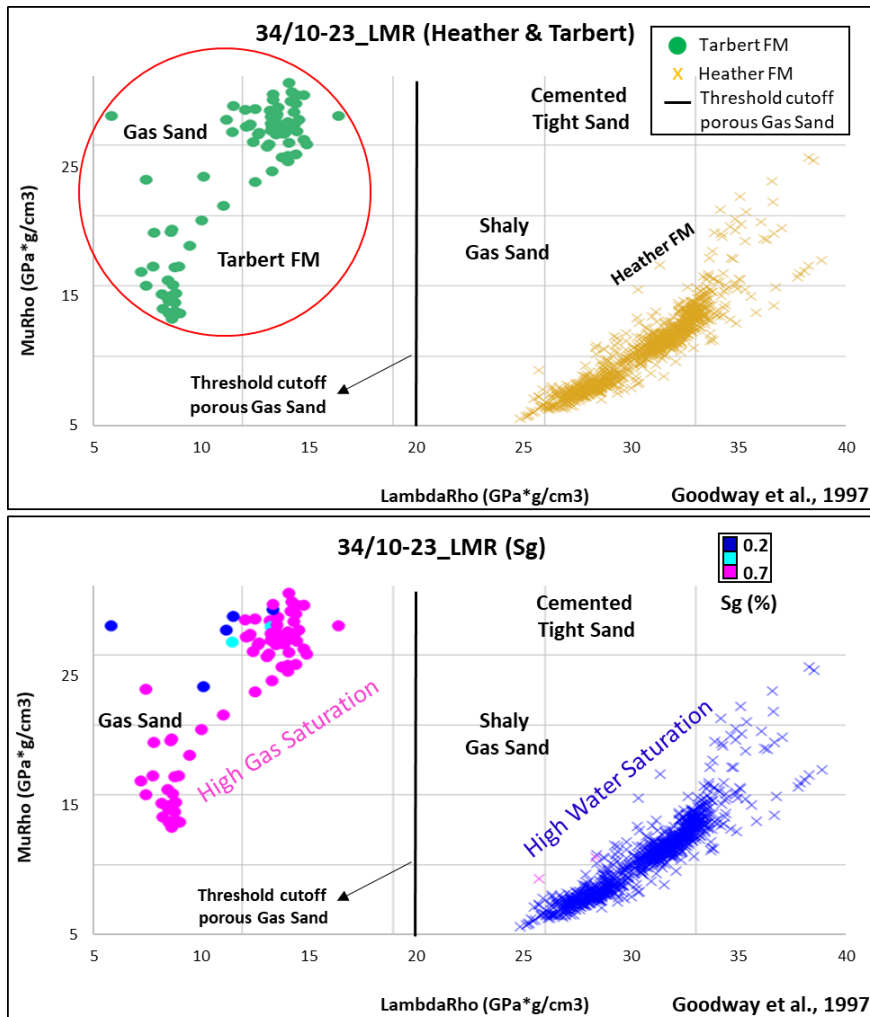 34/10-23_LMR (Heather & Tarbert)
Tarbert FM
Heather FM
Threshold cutoff
porous Gas Sand
Gas Sand
Cemented
Tight Sand
Shaly
Gas Sand
Heather FM
Tarbert FM
Threshold cutoff
porous Gas Sand
MuRho (GPa*g/cm3)
25
15
5
5
10
15
20
25
30
35
40
LambdaRho (GPa*g/cm3)
Goodway et al., 1997
34/10-23_LMR (Sg)
0.2
0.7
Sg (%)
Cemented
Tight Sand
Gas Sand
High Gas Saturation
Shaly
Gas Sand
High Water Saturation
Threshold cutoff
porous Gas Sand
MuRho (GPa*g/cm3)
25
15
5
5
10
15
20
25
30
35
40
LambdaRho (GPa*g/cm3)
Goodway et al., 1997